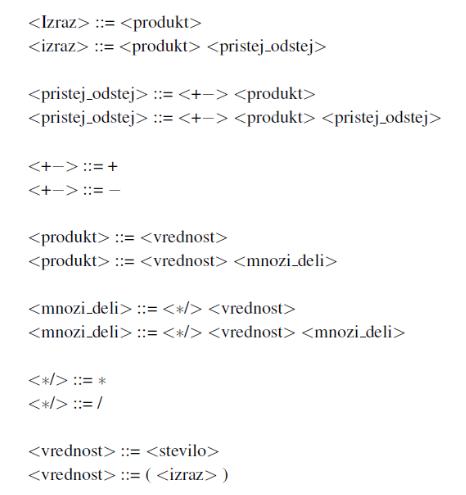 <Izraz> ::= <produkt>
<izraz> ::= <produkt> <pristej_odstej>
<pristej_odstej> ::= <+−> <produkt>
<pristej_odstej> ::= <+−> <produkt> <pristej_odstej>
<+−> ::= +
<+−> ::= −
<produkt> ::= <vrednost>
<produkt> ::= <vrednost> <mnozi_deli>
<mnozi_deli> ::= <*/> <vrednost>
<mnozi_deli> ::= <*/> <vrednost> <mnozi_deli>
<*/> ::= *
<*/> ::= /
<vrednost> ::= <stevilo>
<vrednost> ::= ( <izraz> )